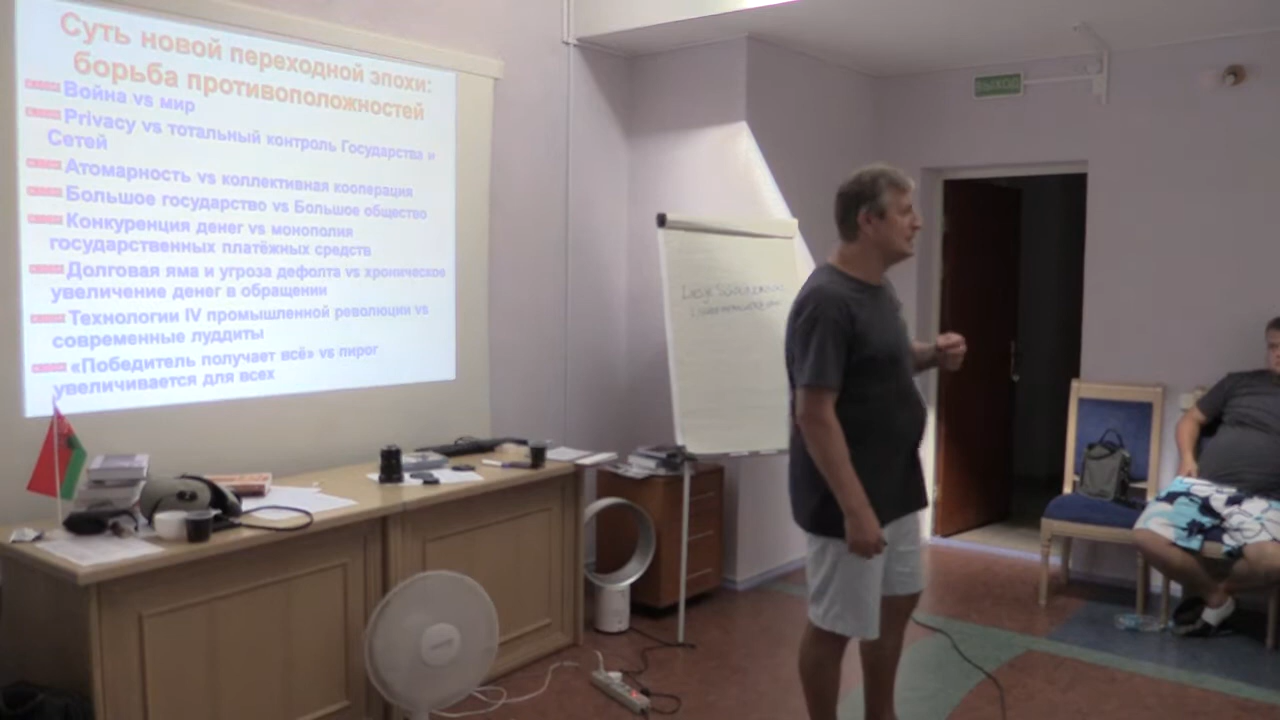 Суть новой переходной эпохи:
борьба противоположностей
Война vs мир
Privacy vs тотальный контроль Государства и
Сетей
Атомарность vs коллективная кооперация
Большое государство vs Большое общество
Конкуренция денег vs монополия
государственных платёжных средств
Долговая яма и угроза дефолта vs хроническое
увеличение денег в обращении
Технологии IV промышленной революции vs
современные луддиты
«Победитель получает всё» vs пирог
увеличивается для всех
ВЫХОД